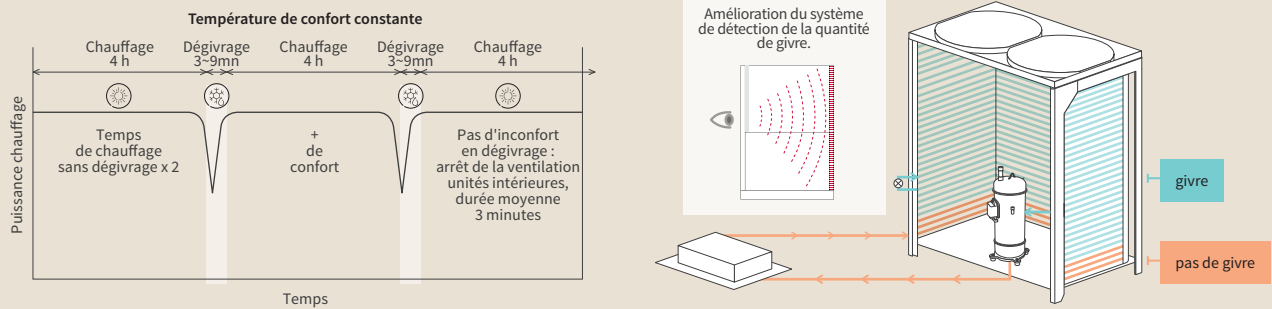 Température de confort constante
Chauffage
4 h
Dégivrage
3~9mn
Chauffage
4 h
Dégivrage
3~9mn
Chauffage
4 h
Puissance chauffage
Temps
de chauffage
sans dégivrage x 2
+
de
confort
Pas d'inconfort
en dégivrage :
arrêt de la ventilation
unités intérieures,
durée moyenne
3 minutes
Temps
Amélioration du système
de détection de la quantité
de givre.
givre
pas de givre